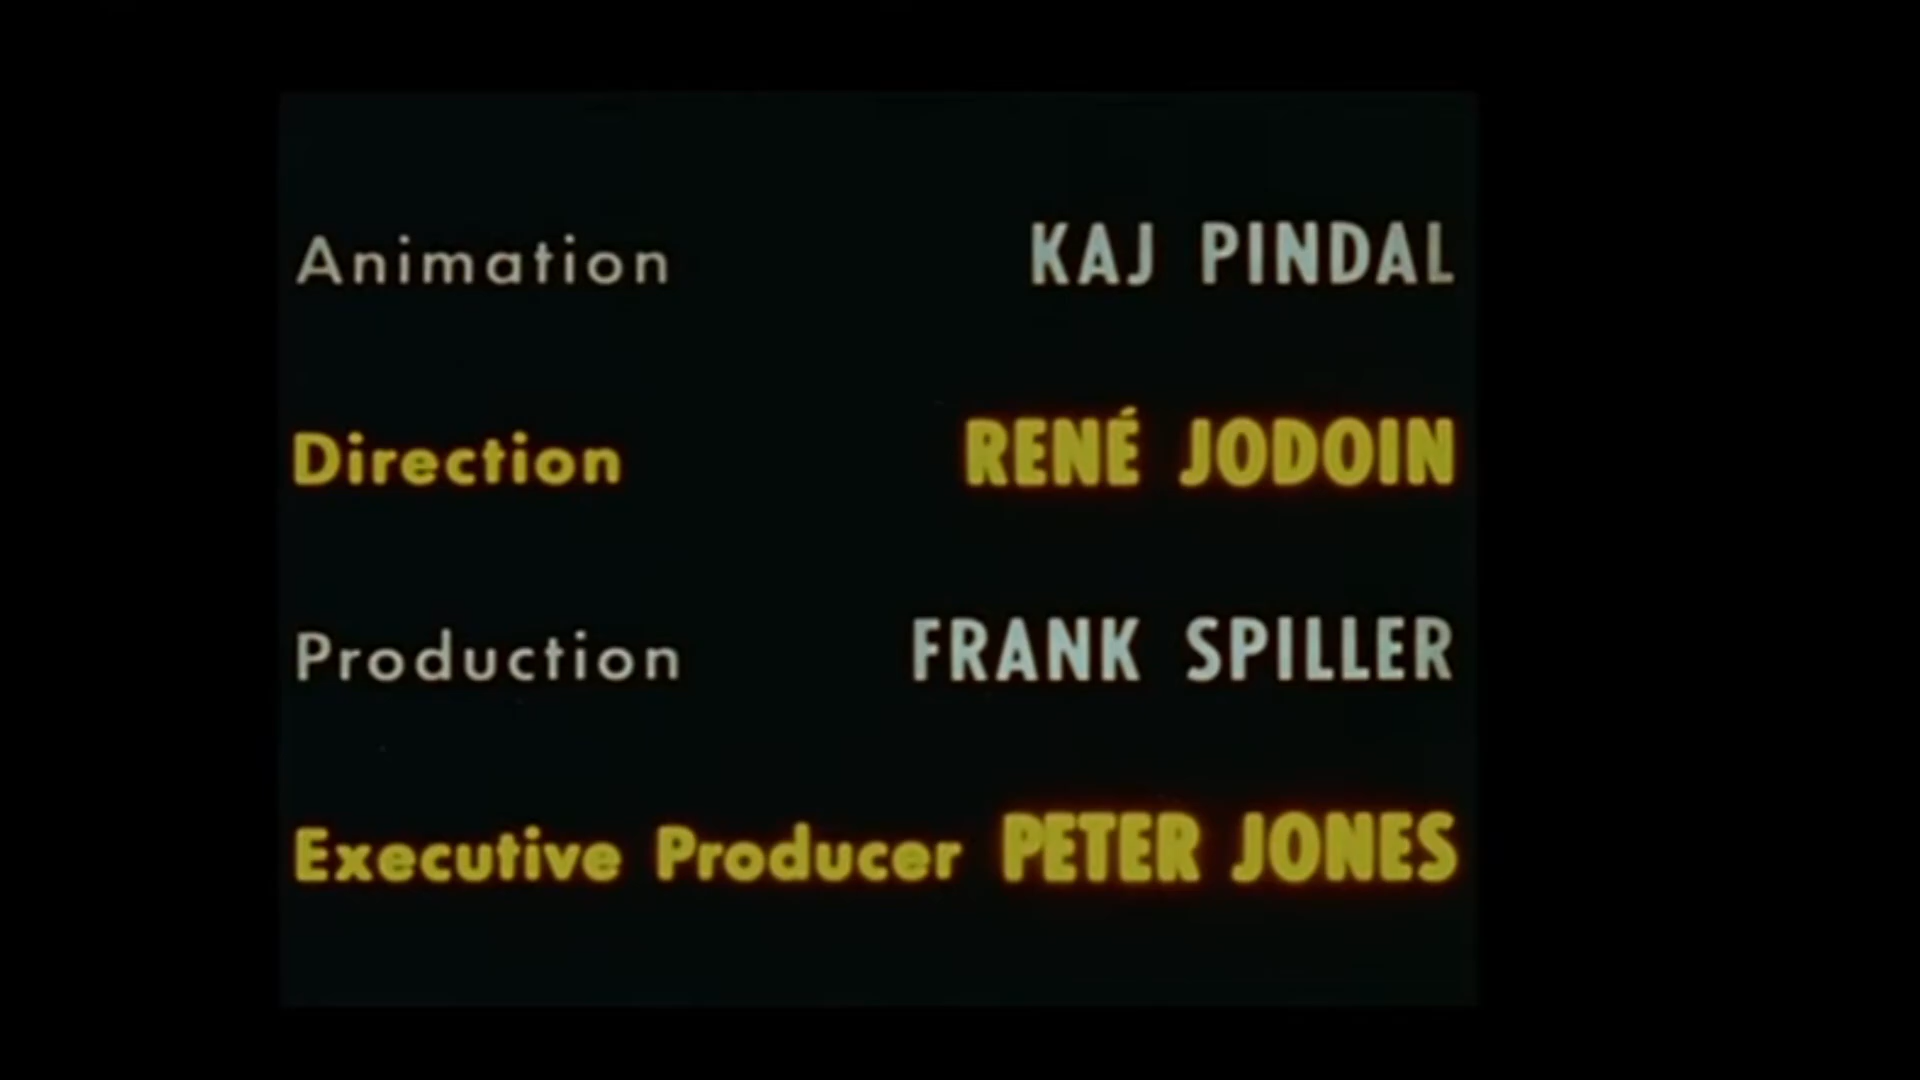 Animation KAJ PINDAL
Direction RENÉ JODOIN
Production FRANK SPILLER
Executive Producer PETER JONES